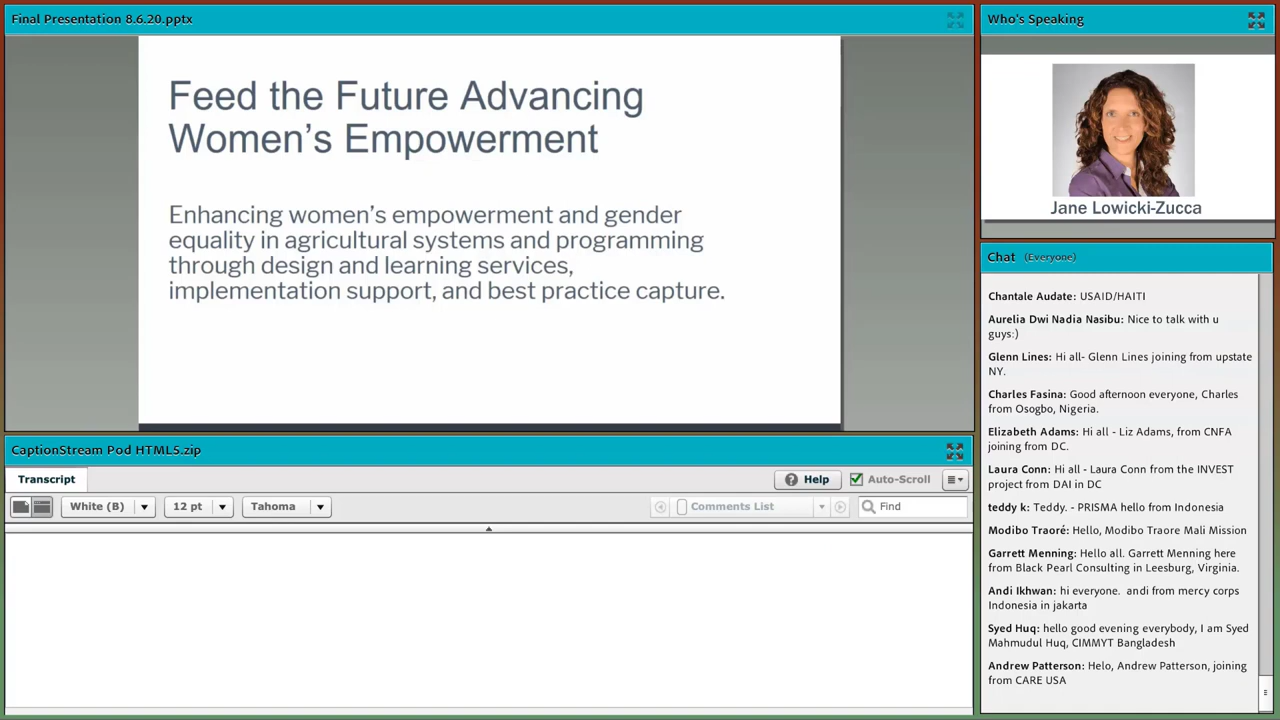 Final Presentation 8.6.20.pptx
Feed the Future Advancing
Women's Empowerment
Enhancing women's empowerment and gender
equality in agricultural systems and programming
through design and learning services,
implementation support, and best practice capture.
Who's Speaking
Jane Lowicki-Zucca
Chat (Everyone)
Chantale Audate: USAID/HAITI
Aurelia Dwi Nadia Nasibu: Nice to talk with u
guys:)
Glenn Lines: Hi all- Glenn Lines joining from upstate
NY.
Charles Fasina: Good afternoon everyone, Charles
from Osogbo, Nigeria.
Elizabeth Adams: Hi all - Liz Adams, from CNFA
joining from DC.
Laura Conn: Hi all - Laura Conn from the INVEST
project from DAI in DC
teddy k: Teddy. - PRISMA hello from Indonesia
Modibo Traoré: Hello, Modibo Traore Mali Mission
Garrett Menning: Hello all. Garrett Menning here
from Black Pearl Consulting in Leesburg, Virginia.
Andi Ikhwan: hi everyone. andi from mercy corps
Indonesia in jakarta
Syed Huq: hello good evening everybody, I am Syed
Mahmudul Huq, CIMMYT Bangladesh
Andrew Patterson: Helo, Andrew Patterson, joining
from CARE USA
CaptionStream Pod HTML5.zip
Transcript
? Help
Auto-Scroll
White (B)
12 pt
Tahoma
Comments List
Find